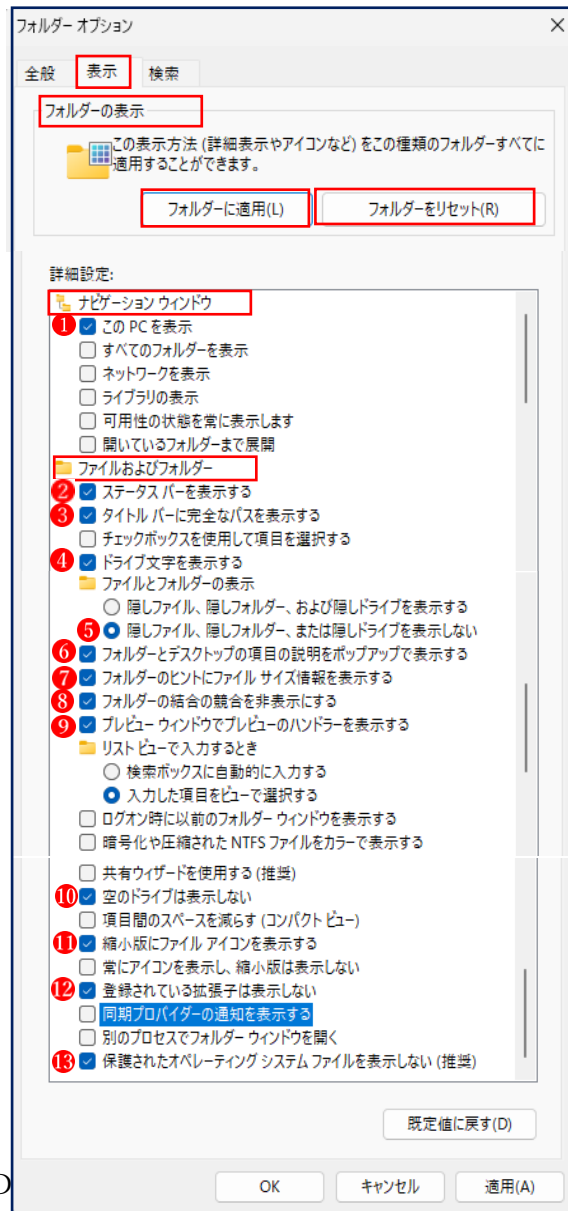 フォルダー オプション
全般 表示 検索
フォルダーの表示
この表示方法 (詳細表示やアイコンなど) をこの種類のフォルダーすべてに
適用することができます。
フォルダーに適用(L) フォルダーをリセット(R)
詳細設定:
ナビゲーション ウィンドウ
1 この PC を表示
すべてのフォルダーを表示
ネットワークを表示
ライブラリの表示
可用性の状態を常に表示します
開いているフォルダーまで展開
ファイルおよびフォルダー
2 ステータス バーを表示する
3 タイトル バーに完全なパスを表示する
チェックボックスを使用して項目を選択する
4 ドライブ文字を表示する
ファイルとフォルダーの表示
隠しファイル、隠しフォルダー、および隠しドライブを表示する
5 隠しファイル、隠しフォルダー、または隠しドライブを表示しない
6 フォルダーとデスクトップの項目の説明をポップアップで表示する
7 フォルダーのヒントにファイル サイズ情報を表示する
8 フォルダーの結合の競合を非表示にする
9 プレビュー ウィンドウでプレビューのハンドラーを表示する
リスト ビューで入力するとき
検索ボックスに自動的に入力する
入力した項目をビューで選択する
ログオン時に以前のフォルダー ウィンドウを表示する
暗号化や圧縮された NTFS ファイルをカラーで表示する
共有ウィザードを使用する (推奨)
10 空のドライブは表示しない
項目間のスペースを減らす (コンパクト ビュー)
11 縮小版にファイル アイコンを表示する
常にアイコンを表示し、縮小版は表示しない
12 登録されている拡張子は表示しない
同期プロバイダーの通知を表示する
別のプロセスでフォルダー ウィンドウを開く
13 保護されたオペレーティング システム ファイルを表示しない (推奨)
既定値に戻す(D)
OK キャンセル 適用(A)